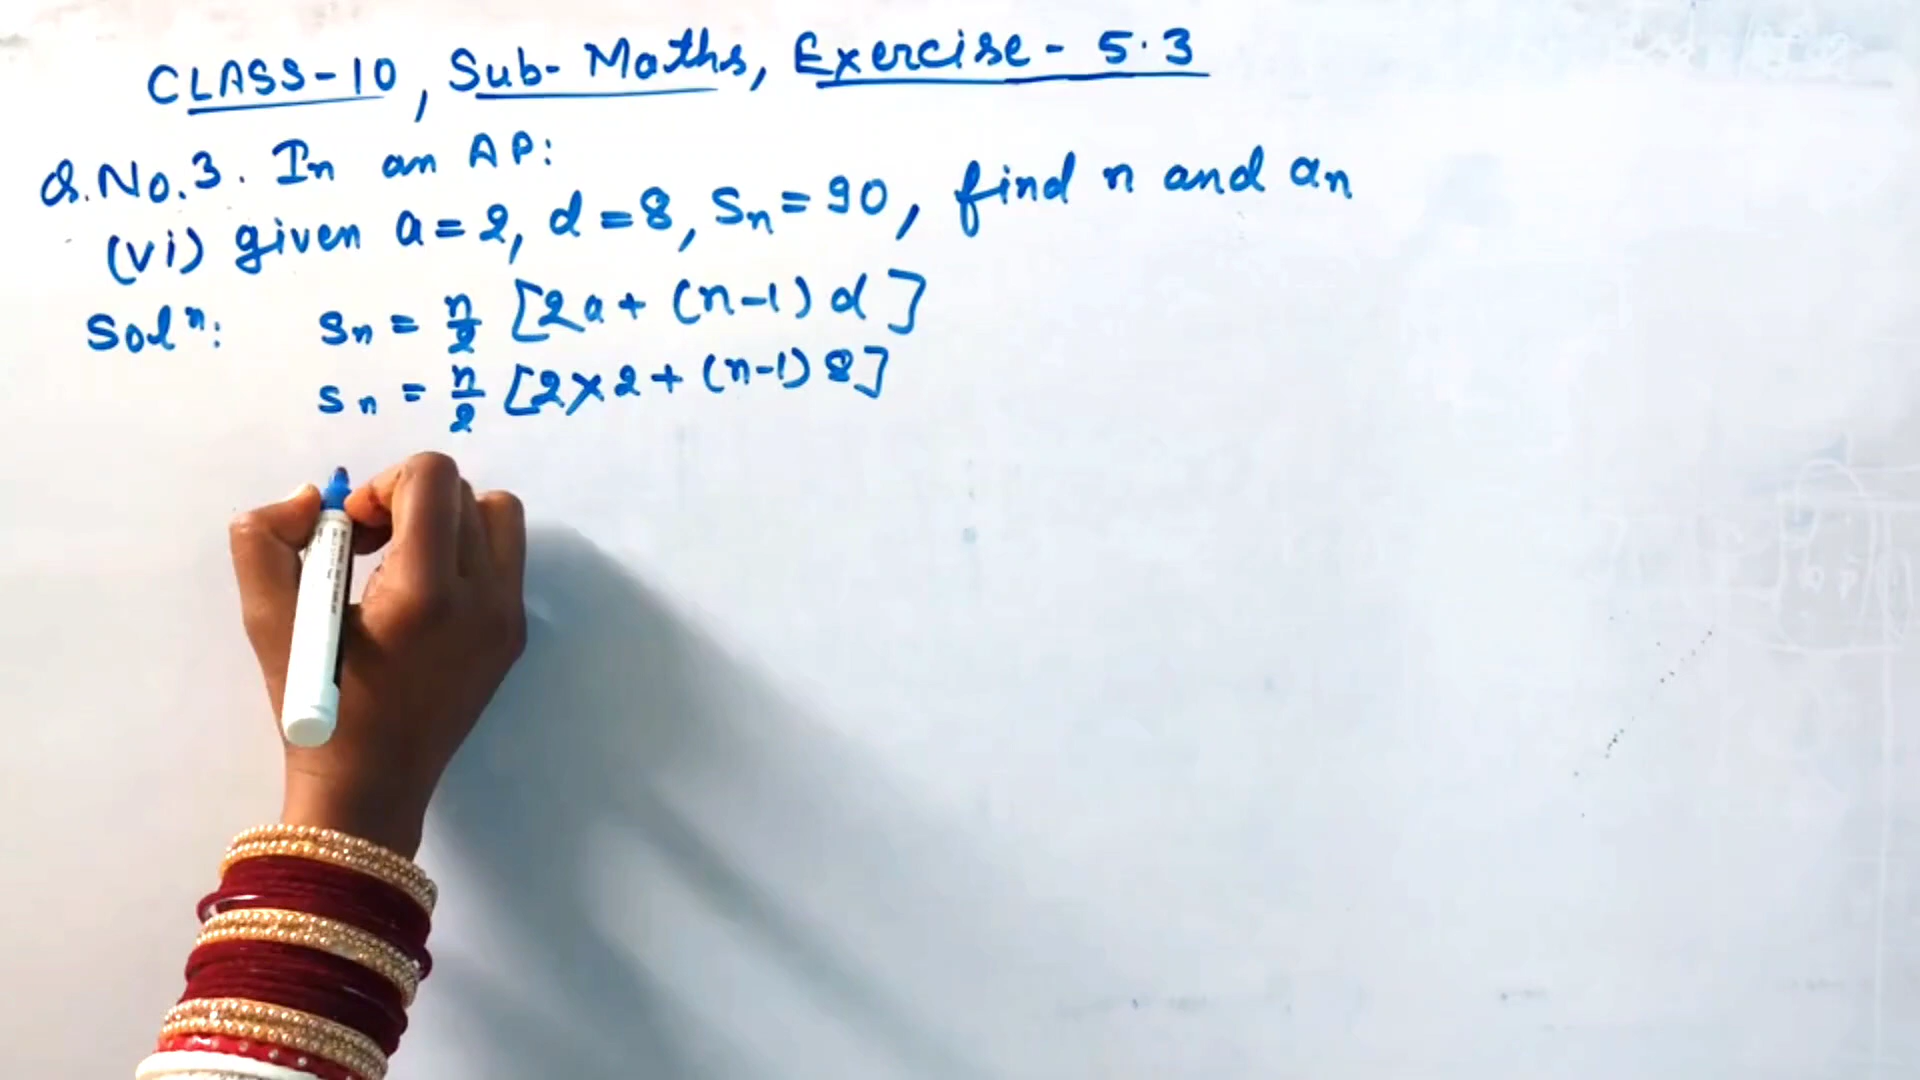 CLASS-10, Sub- Maths, Exercise - 5.3
Q.No.3. In an AP:
(vi) given a = 2, d = 8, Sn = 90, find n and an
Solⁿ: Sn = n/2 [2a + (n-1) d]
Sn = n/2 [2×2 + (n-1) 8]